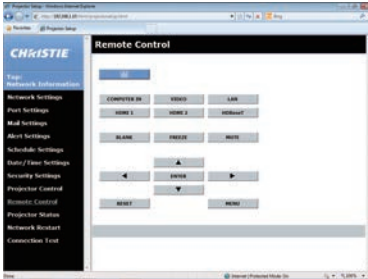 Projector Setup - Windows Internet Explorer
Favorites
Projector Setup
CHRISTIE
Remote Control
Top:
Network Information
Network Settings
Port Settings
Mail Settings
Alert Settings
Schedule Settings
Date/Time Settings
Security Settings
Projector Control
Remote Control
Projector Status
Network Restart
Connection Test
COMPUTER IN
VIDEO
LAN
HDMI 1
HDMI 2
HDBaseT
BLANK
FREEZE
MUTE
▲
◄
ENTER
►
▼
RESET
MENU
Done
Internet | Protected Mode: On